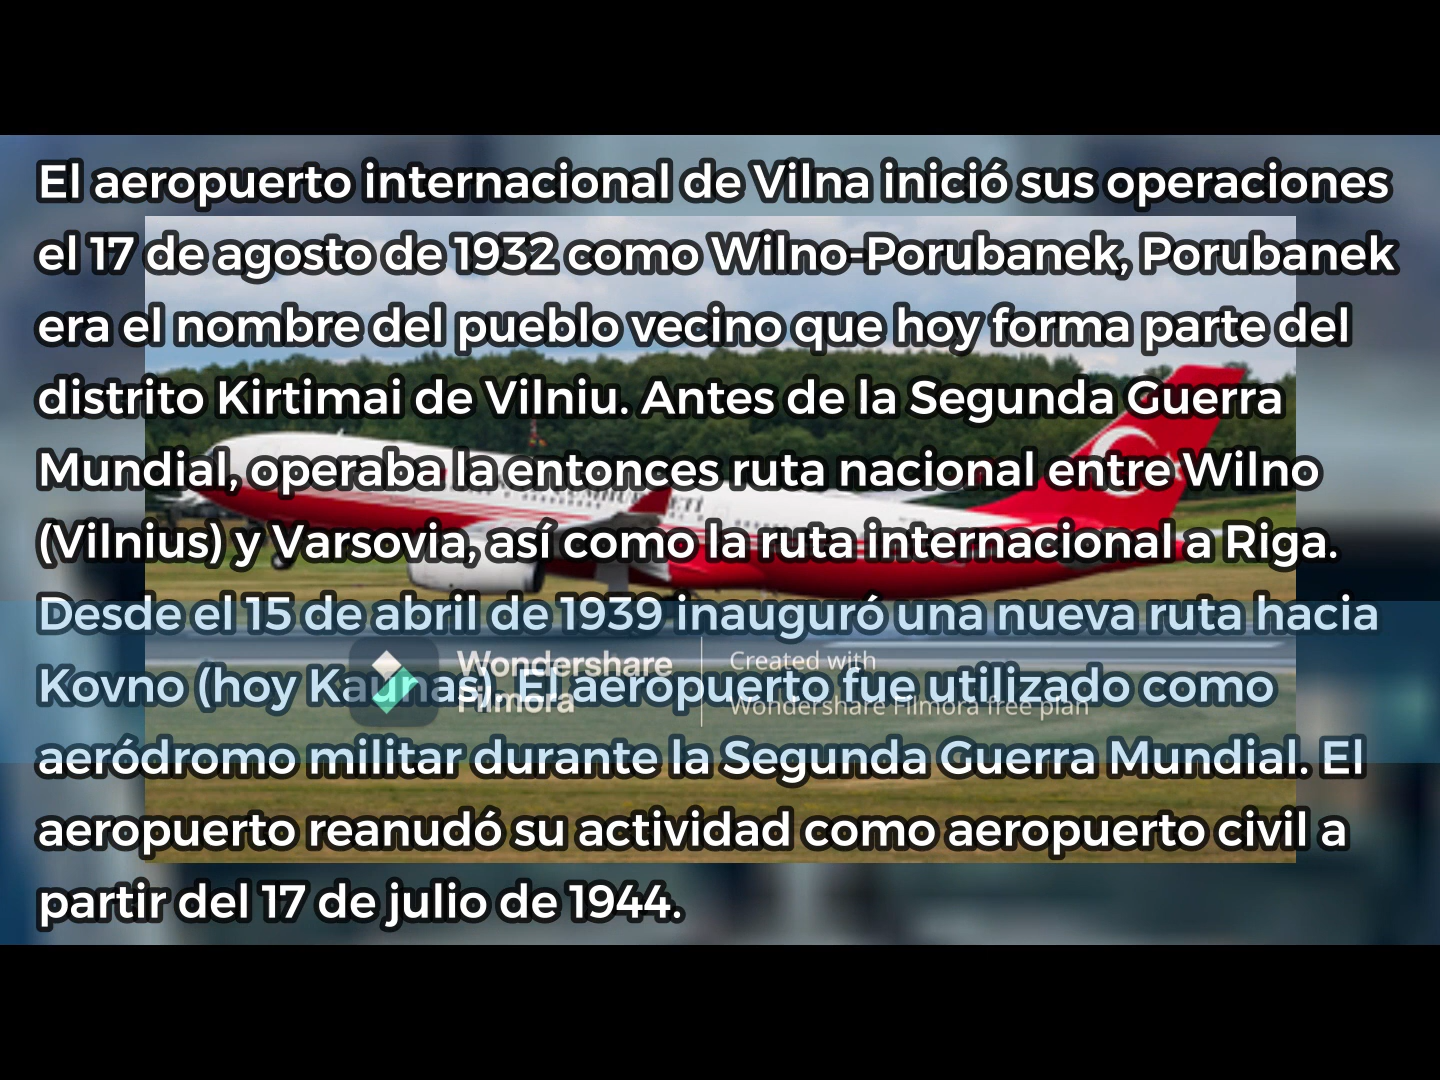 El aeropuerto internacional de Vilna inició sus operaciones
el 17 de agosto de 1932 como Wilno-Porubanek, Porubanek
era el nombre del pueblo vecino que hoy forma parte del
distrito Kirtimai de Vilniu. Antes de la Segunda Guerra
Mundial, operaba la entonces ruta nacional entre Wilno
(Vilnius) y Varsovia, así como la ruta internacional a Riga.
Desde el 15 de abril de 1939 inauguró una nueva ruta hacia
Kovno (hoy Kaunas). El aeropuerto fue utilizado como
aeródromo militar durante la Segunda Guerra Mundial. El
aeropuerto reanudó su actividad como aeropuerto civil a
partir del 17 de julio de 1944.
Wondershare
Filmora
Created with
Wondershare Filmora free plan